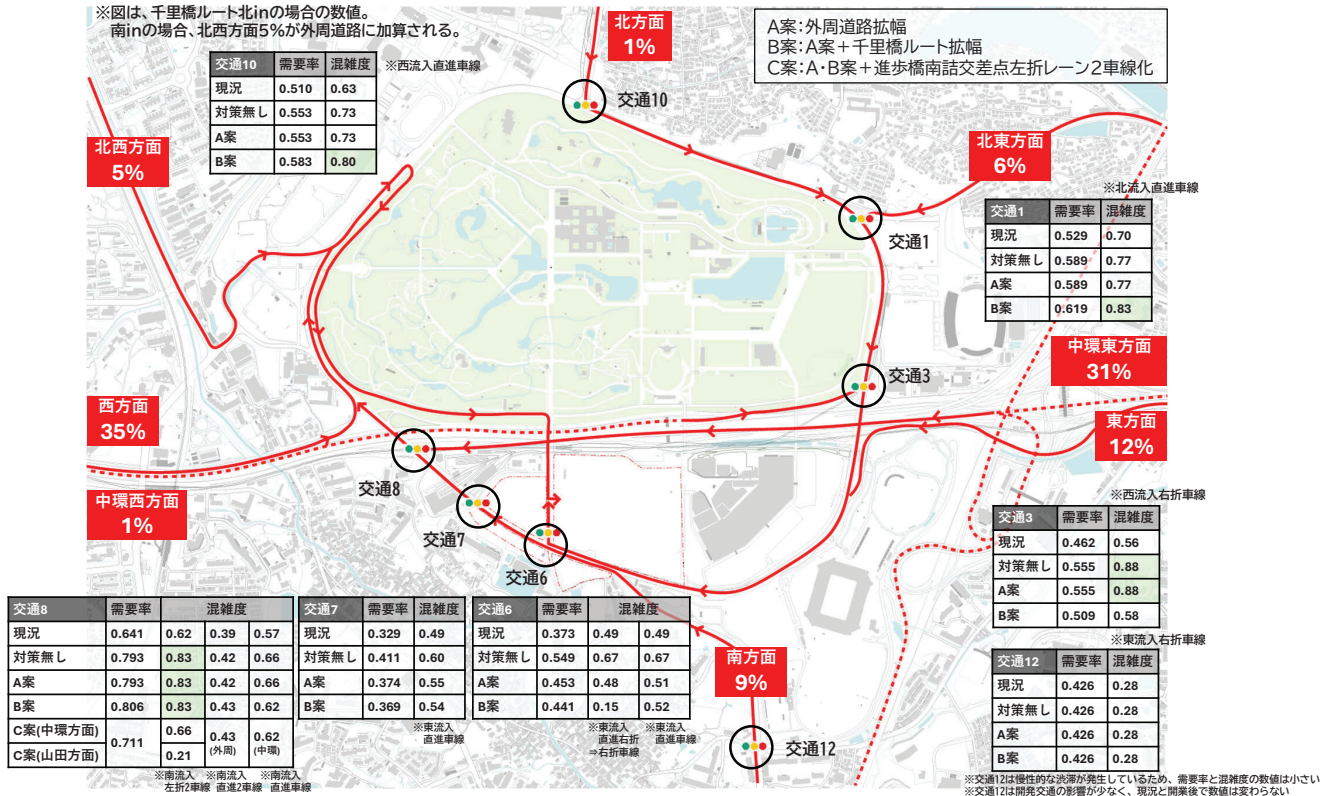 ※図は、千里橋ルート北inの場合の数値。
南inの場合、北西方面5%が外周道路に加算される。
A案：外周道路拡幅
B案：A案＋千里橋ルート拡幅
C案：A・B案＋進歩橋南詰交差点左折レーン2車線化
北方面
1%
交通10
交通10 需要率 混雑度
現況 0.510 0.63
対策無し 0.553 0.73
A案 0.553 0.73
B案 0.583 0.80
※西流入直進車線
北西方面
5%
北東方面
6%
交通1
※北流入直進車線
交通1 需要率 混雑度
現況 0.529 0.70
対策無し 0.589 0.77
A案 0.589 0.77
B案 0.619 0.83
中環東方面
31%
交通3
西方面
35%
東方面
12%
中環西方面
1%
交通8
交通7
交通6
※西流入右折車線
交通3 需要率 混雑度
現況 0.462 0.56
対策無し 0.555 0.88
A案 0.555 0.88
B案 0.509 0.58
交通8 需要率 混雑度
現況 0.641 0.62 0.39 0.57
対策無し 0.793 0.83 0.42 0.66
A案 0.793 0.83 0.42 0.66
B案 0.806 0.83 0.43 0.62
C案(中環方面) 0.711 0.66 0.43 (外周) 0.62 (中環)
C案(山田方面) 0.21
※南流入 左折2車線
※南流入 直進2車線
※南流入 直進車線
交通7 需要率 混雑度
現況 0.329 0.49
対策無し 0.411 0.60
A案 0.374 0.55
B案 0.369 0.54
※東流入
直進車線
交通6 需要率 混雑度
現況 0.373 0.49 0.49
対策無し 0.549 0.67 0.67
A案 0.453 0.48 0.51
B案 0.441 0.15 0.52
※東流入
直進右折
⇒右折車線
※東流入
直進車線
南方面
9%
交通12
※東流入右折車線
交通12 需要率 混雑度
現況 0.426 0.28
対策無し 0.426 0.28
A案 0.426 0.28
B案 0.426 0.28
※交通12は慢性的な渋滞が発生しているため、需要率と混雑度の数値は小さい
※交通12は開発交通の影響が少なく、現況と開業後で数値は変わらない